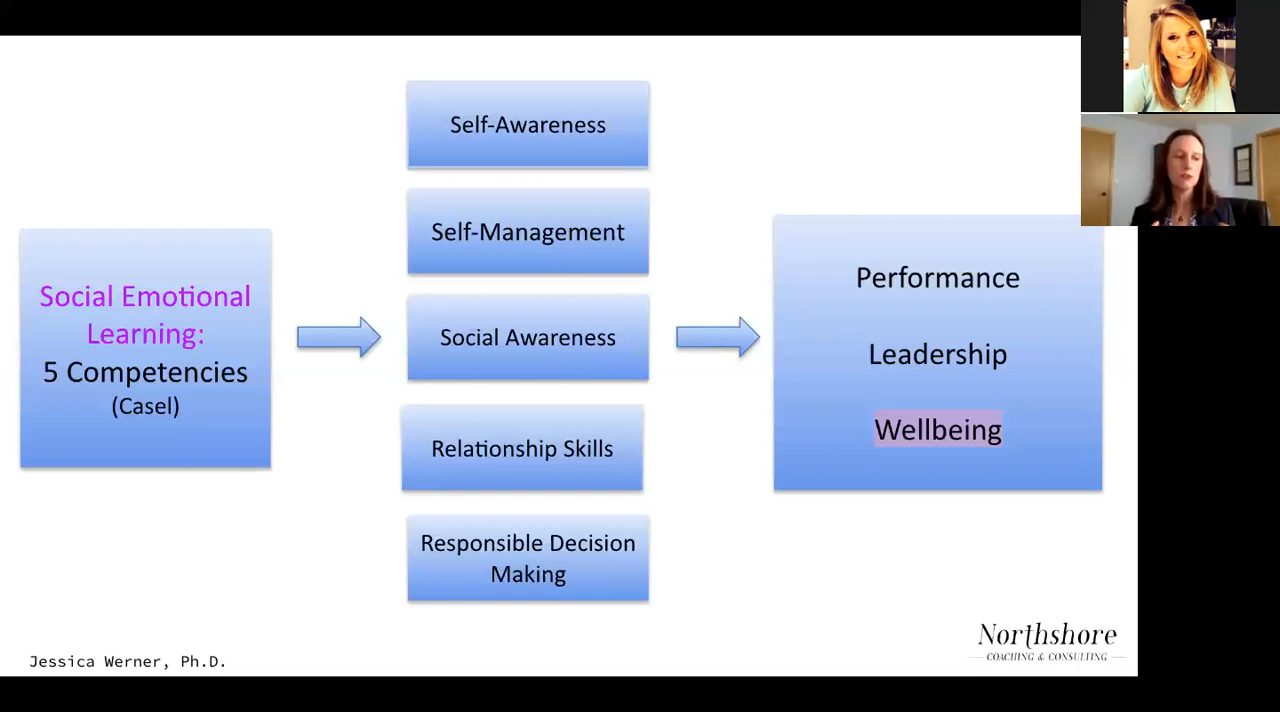 Social Emotional
Learning:
5 Competencies
(Casel)
Self-Awareness
Self-Management
Social Awareness
Relationship Skills
Responsible Decision
Making
Performance
Leadership
Wellbeing
Jessica Werner, Ph.D.
Northshore
COACHING & CONSULTING